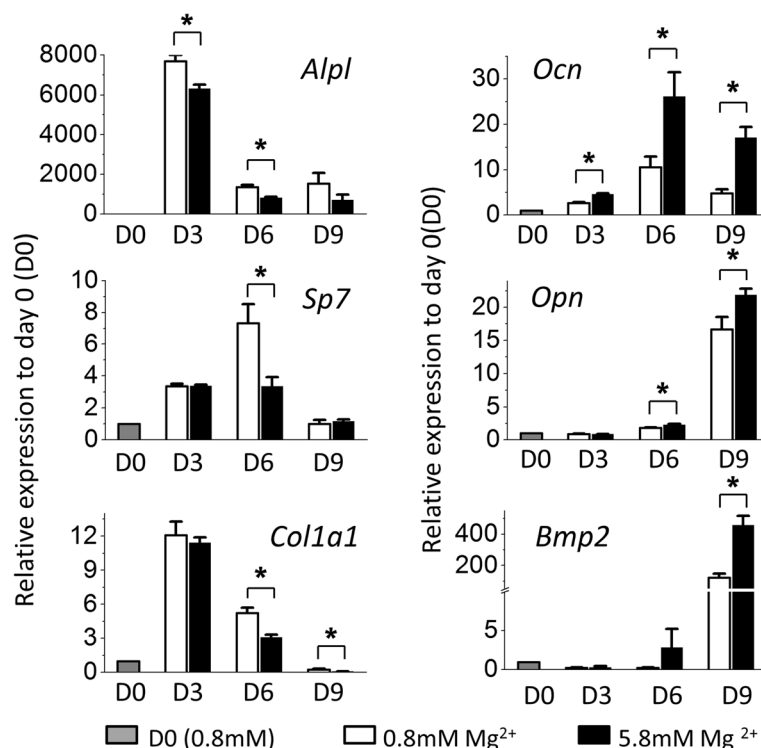 Relative expression to day 0 (D0)
Alpl
8000
6000
4000
2000
0
*
*
D0 D3 D6 D9
Sp7
10
8
6
4
2
0
*
D0 D3 D6 D9
Col1a1
12
9
6
3
0
*
*
D0 D3 D6 D9
Relative expression to day 0(D0)
Ocn
30
20
10
0
*
*
*
D0 D3 D6 D9
Opn
20
15
10
5
0
*
*
D0 D3 D6 D9
Bmp2
400
200
5
0
*
D0 D3 D6 D9
D0 (0.8mM) 0.8mM Mg²⁺ 5.8mM Mg ²⁺